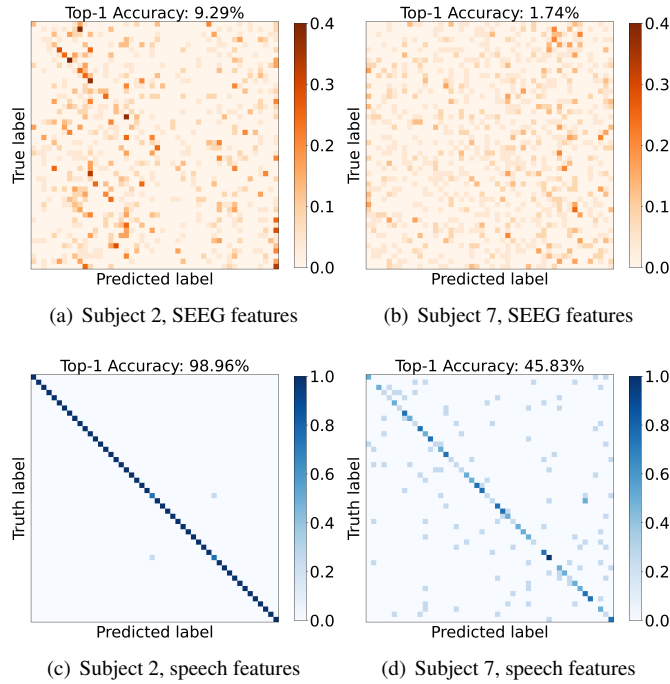 Top-1 Accuracy: 9.29%
True label
0.4
0.3
0.2
0.1
0.0
Predicted label
(a) Subject 2, SEEG features
Top-1 Accuracy: 1.74%
True label
0.4
0.3
0.2
0.1
0.0
Predicted label
(b) Subject 7, SEEG features
Top-1 Accuracy: 98.96%
Truth label
1.0
0.8
0.6
0.4
0.2
0.0
Predicted label
(c) Subject 2, speech features
Top-1 Accuracy: 45.83%
Truth label
1.0
0.8
0.6
0.4
0.2
0.0
Predicted label
(d) Subject 7, speech features